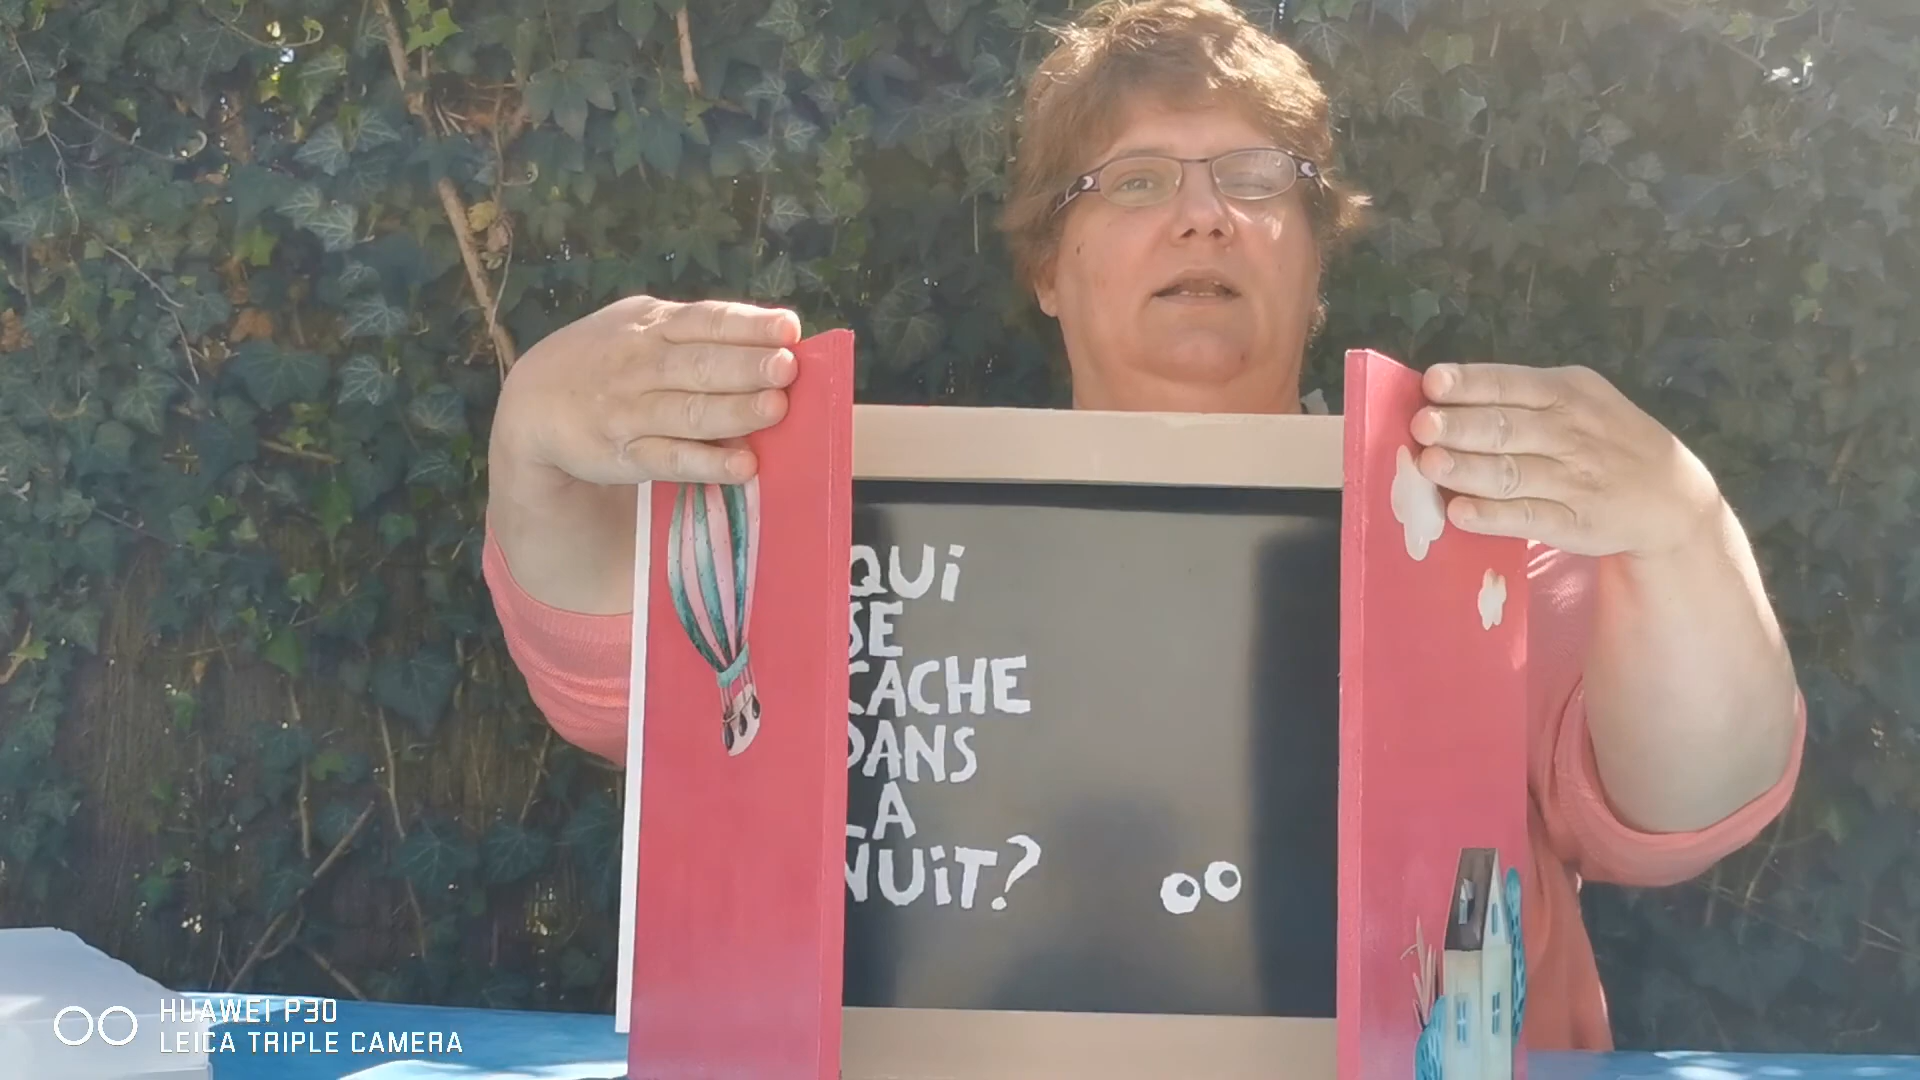 QUi
SE
CACHE
DANS
LA
NUiT?
HUAWEI P30
LEICA TRIPLE CAMERA